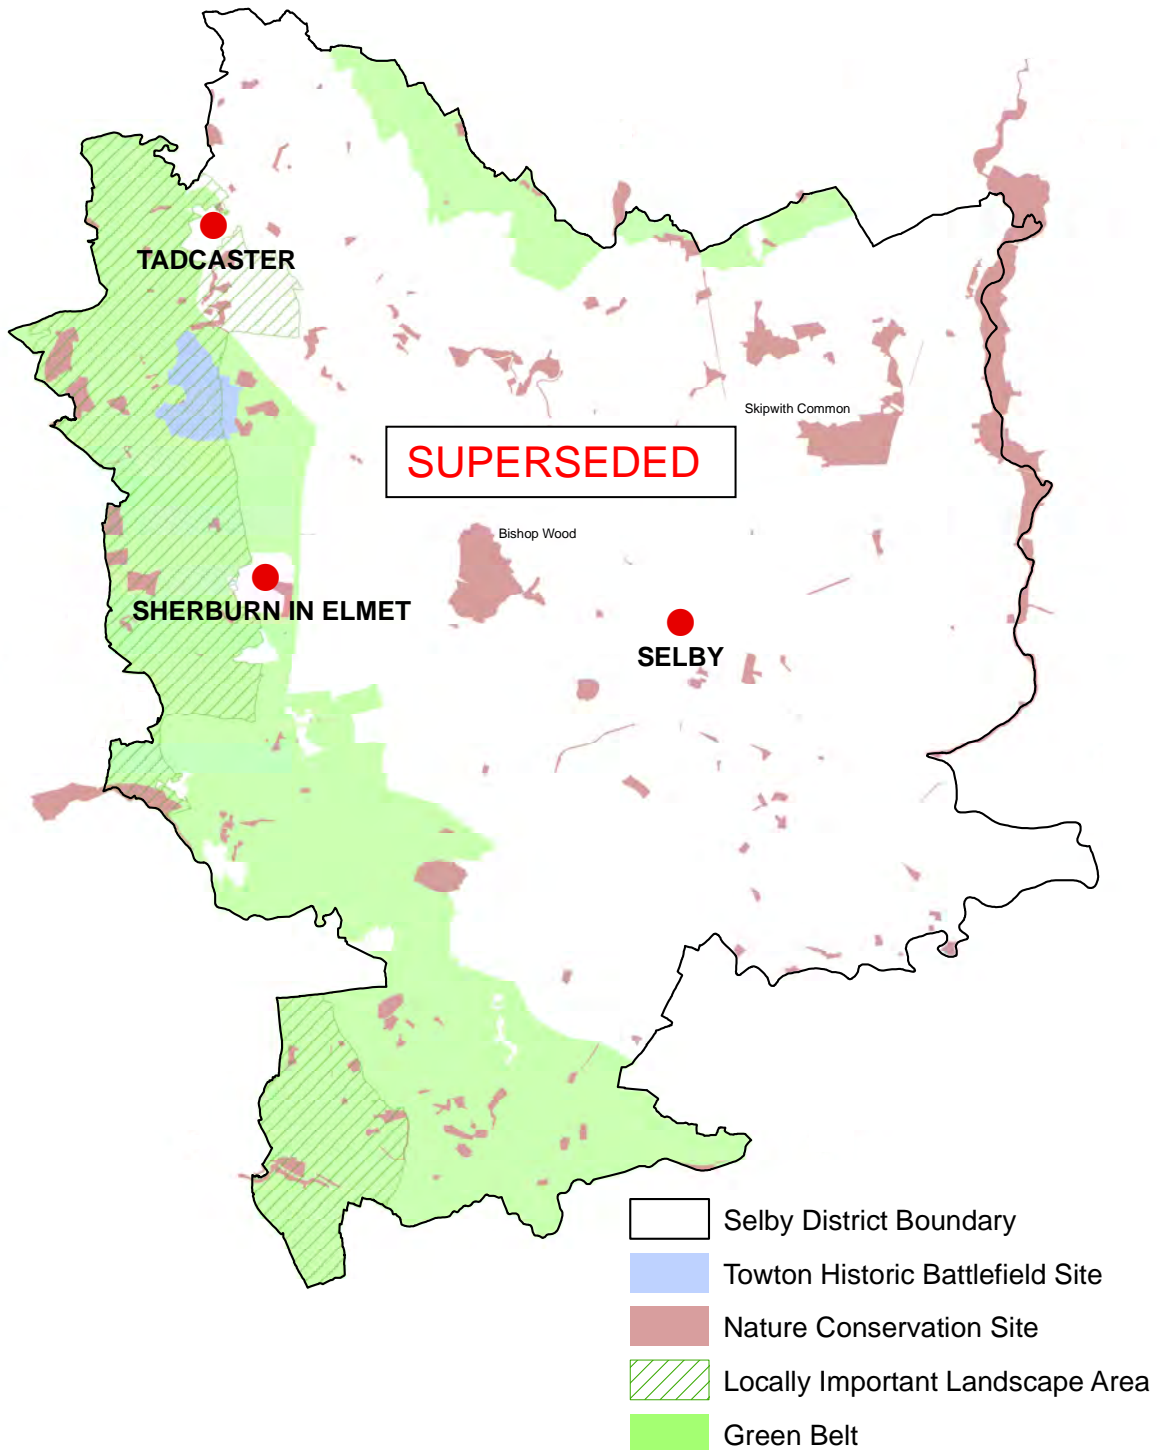 TADCASTER
Skipwith Common
SUPERSEDED
Bishop Wood
SHERBURN IN ELMET
SELBY
Selby District Boundary
Towton Historic Battlefield Site
Nature Conservation Site
Locally Important Landscape Area
Green Belt